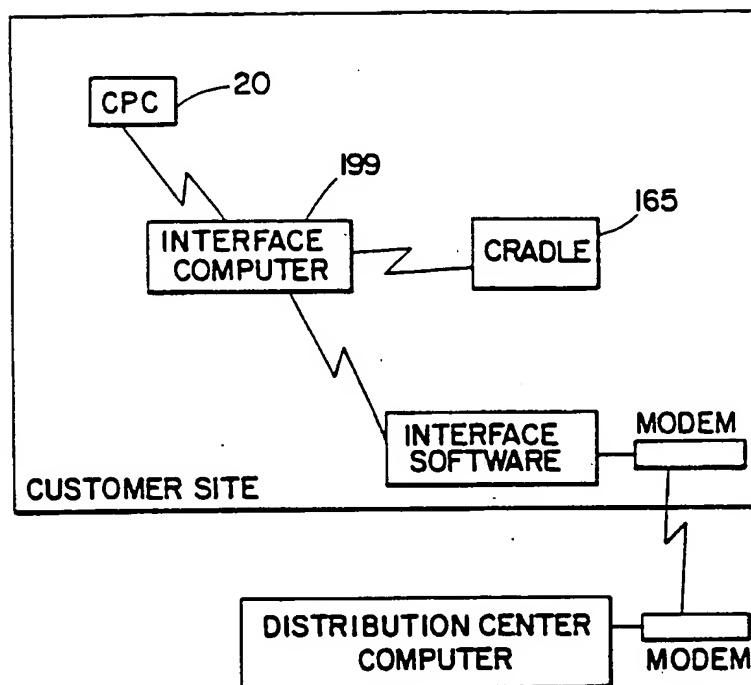 CPC
20
199
INTERFACE
COMPUTER
165
CRADLE
INTERFACE
SOFTWARE
MODEM
CUSTOMER SITE
DISTRIBUTION CENTER
COMPUTER
MODEM